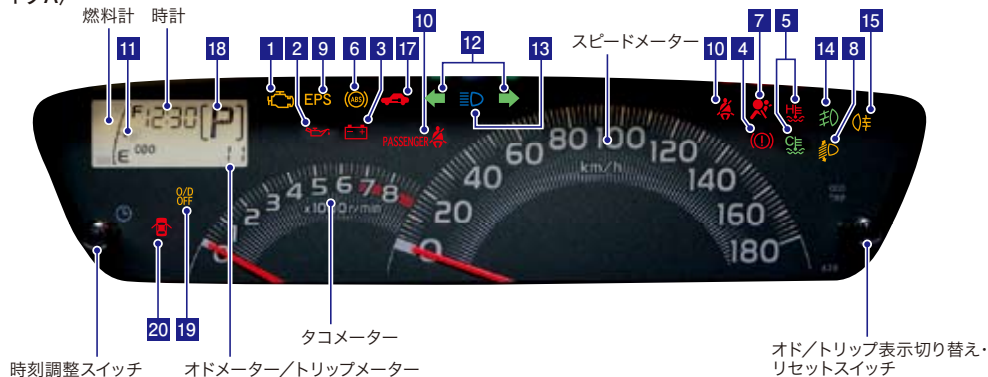 燃料計
時計
10
7
5
15
11
18
1
2
9
6
3
17
12
13
スピードメーター
10
4
14
8
F 12:30 [P]
E ODO
EPS
(ABS)
PASSENGER
H
C
O/D
OFF
0 1 2 3 4 5 6 7 8
x1000r/min
0 20 40 60 80 100 120 140 160 180
km/h
20
19
タコメーター
時刻調整スイッチ
オドメーター/トリップメーター
オド/トリップ表示切り替え・
リセットスイッチ